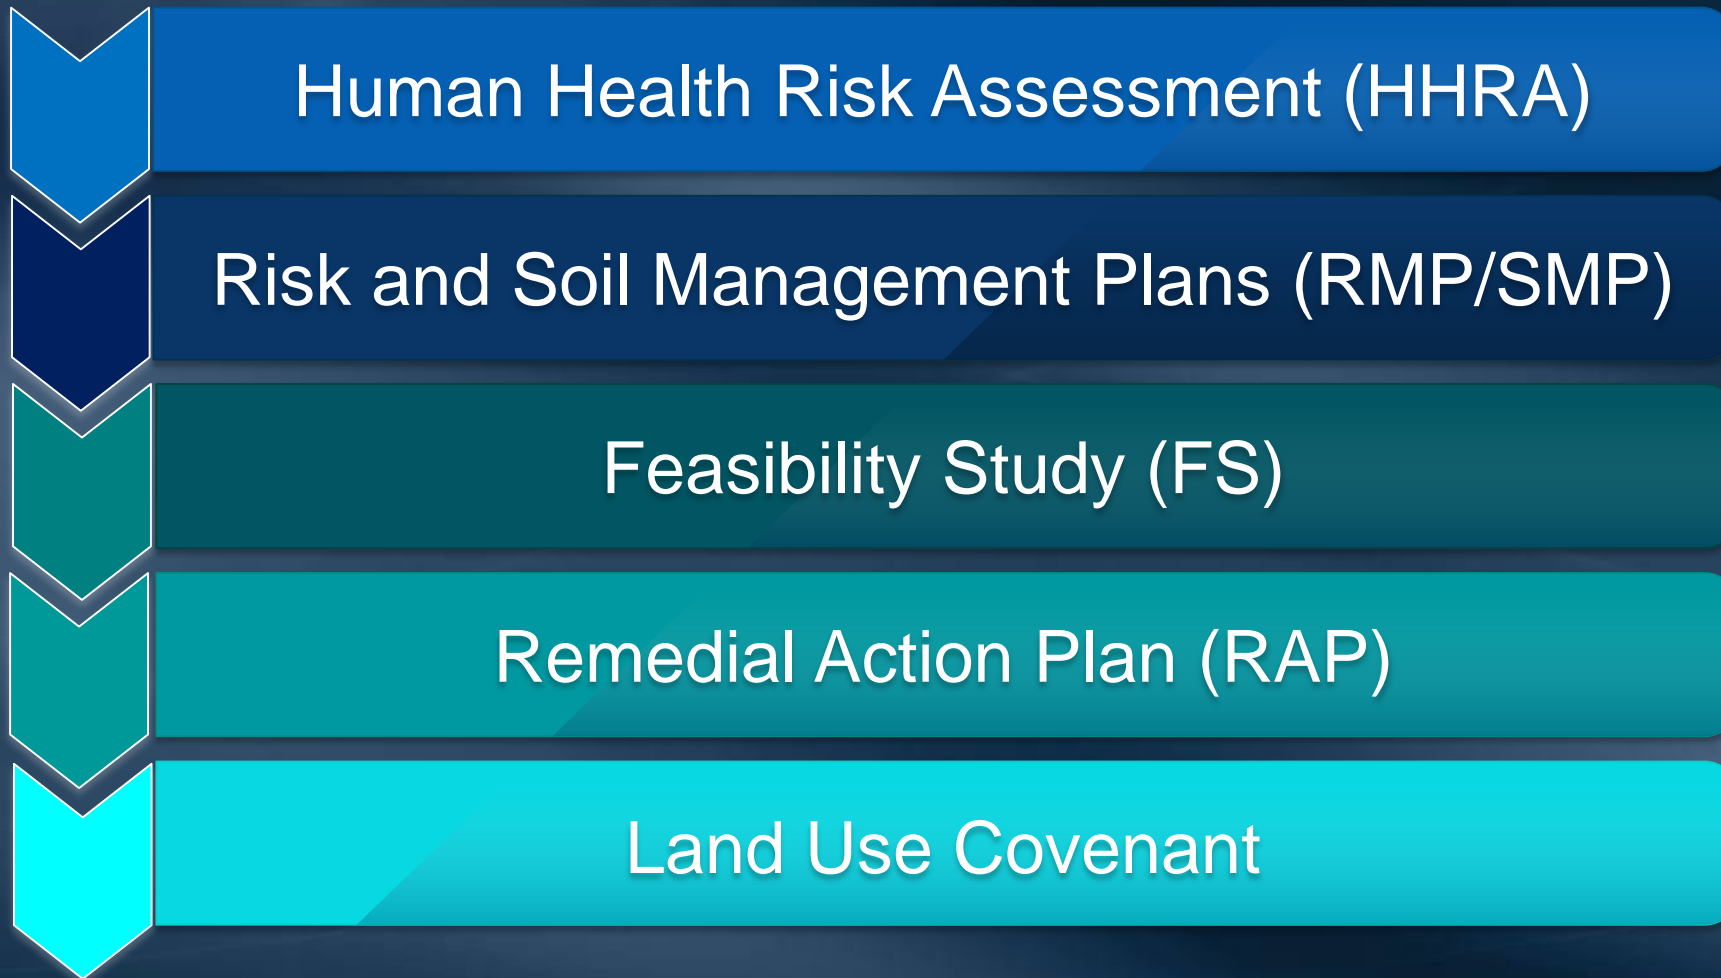 Human Health Risk Assessment (HHRA)
Risk and Soil Management Plans (RMP/SMP)
Feasibility Study (FS)
Remedial Action Plan (RAP)
Land Use Covenant